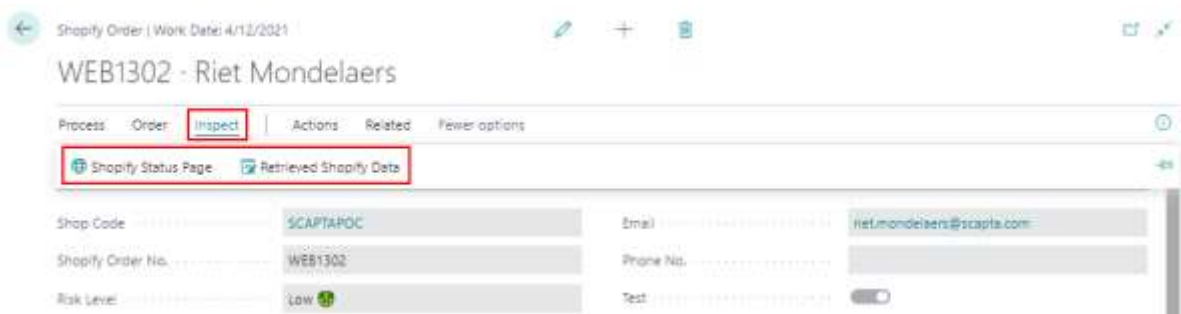 Shopify Order | Work Date: 4/12/2021
WEB1302 · Riet Mondelaers
Process Order Inspect | Actions Related Fewer options
Shopify Status Page Retrieved Shopify Data
Shop Code SCAPTAPOC Email riet.mondelaers@scapta.com
Shopify Order No. WEB1302 Phone No.
Risk Level Low Test